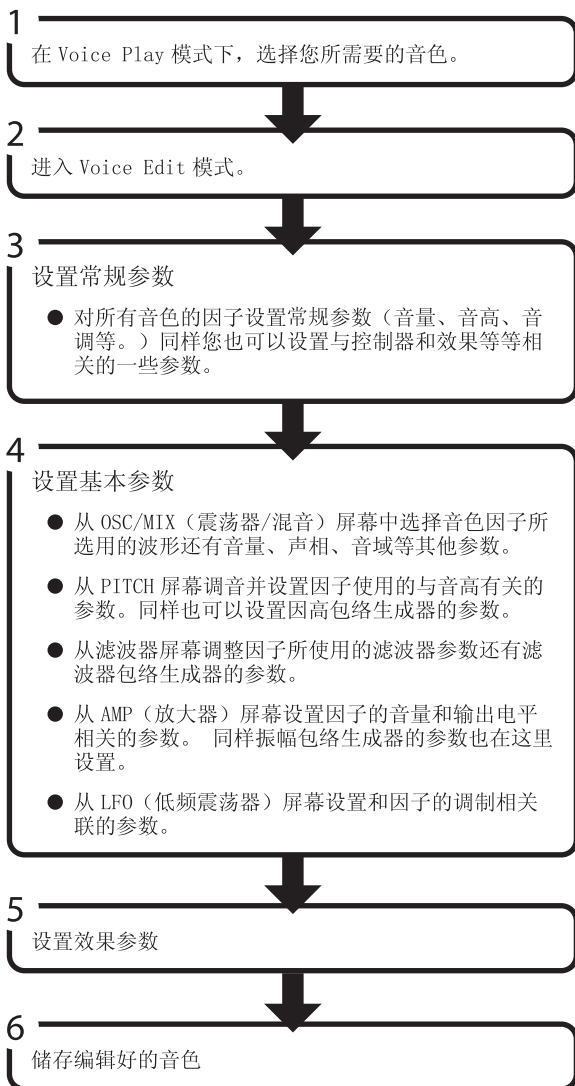 1
在 Voice Play 模式下，选择您所需要的音色。
2
进入 Voice Edit 模式。
3
设置常规参数
● 对所有音色的因子设置常规参数（音量、音高、音
调等。）同样您也可以设置与控制器和效果等等相
关的一些参数。
4
设置基本参数
● 从 OSC/MIX（震荡器/混音）屏幕中选择音色因子所
选用的波形还有音量、声相、音域等其他参数。
● 从 PITCH 屏幕调音并设置因子使用的与音高有关的
参数。同样也可以设置因高包络生成器的参数。
● 从滤波器屏幕调整因子所使用的滤波器参数还有滤
波器包络生成器的参数。
● 从 AMP（放大器）屏幕设置因子的音量和输出电平
相关的参数。 同样振幅包络生成器的参数也在这里
设置。
● 从 LFO（低频震荡器）屏幕设置和因子的调制相关
联的参数。
5
设置效果参数
6
储存编辑好的音色